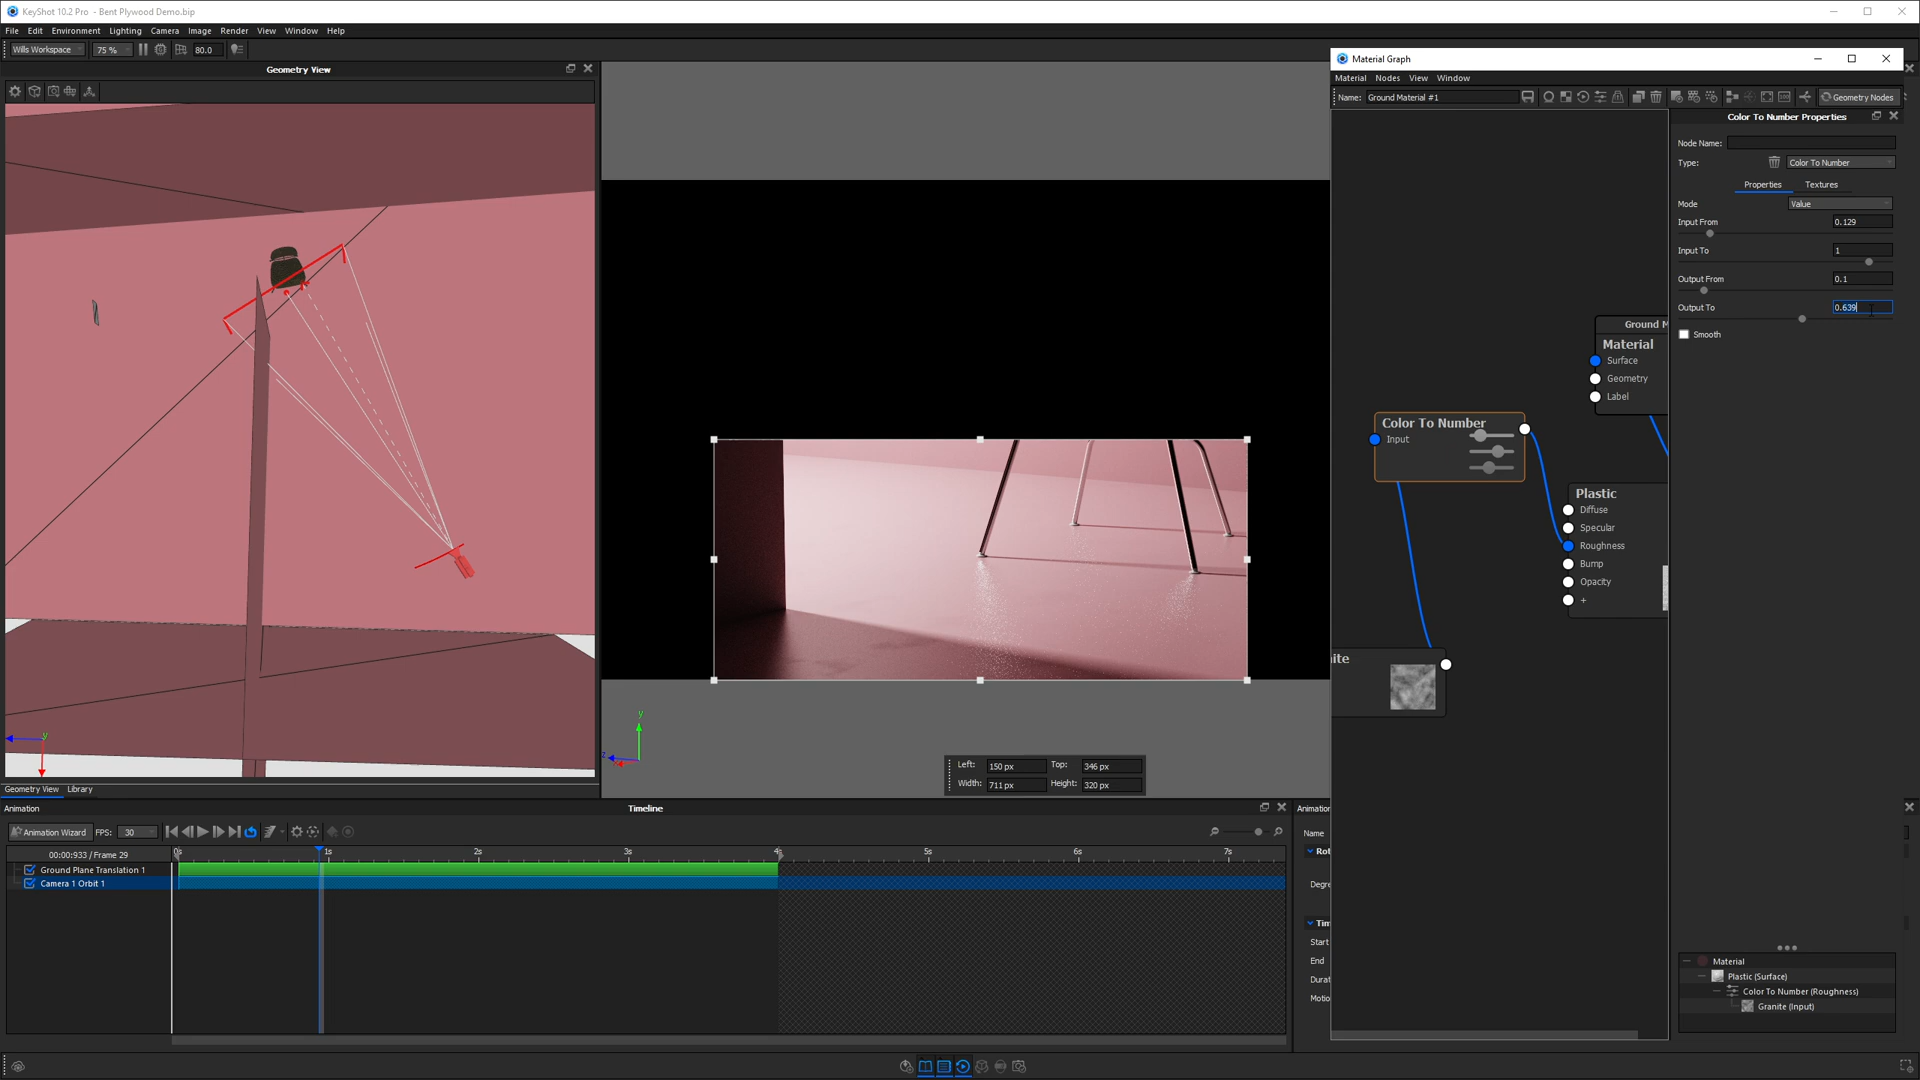 KeyShot 10.2 Pro - Bent Plywood Demo.bip
File Edit Environment Lighting Camera Image Render View Window Help
Wills Workspace 75 % 80.0
Geometry View
Geometry View Library
y
z
y
Left: 150 px Top: 346 px
Width: 711 px Height: 320 px
Animation Timeline
Animation Wizard FPS: 30
00:00:933 / Frame 29
0s 1s 2s 3s 4s 5s 6s 7s
Ground Plane Translation 1
Camera 1 Orbit 1
Animation
Name
Rot
Degre
Tim
Start
End
Durat
Motio
Material Graph
Material Nodes View Window
Name: Ground Material #1 Geometry Nodes
Color To Number Properties
Node Name:
Type: Color To Number
Properties Textures
Mode Value
Input From 0.129
Input To 1
Output From 0.1
Output To 0.639
Smooth
Ground M
Material
Surface
Geometry
Label
Color To Number
Input
Plastic
Diffuse
Specular
Roughness
Bump
Opacity
+
ite
Material
Plastic (Surface)
Color To Number (Roughness)
Granite (Input)